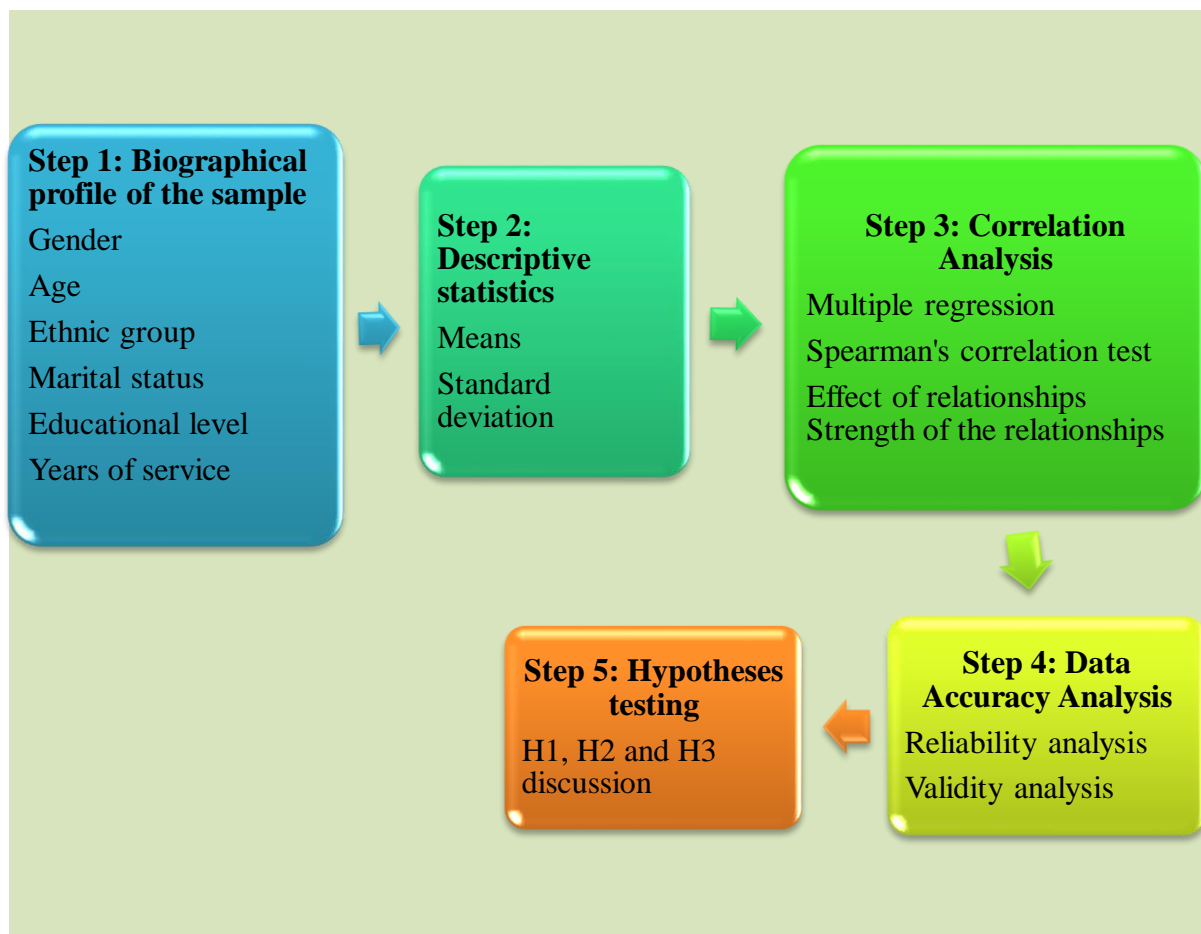 Step 1: Biographical
profile of the sample
Gender
Age
Ethnic group
Marital status
Educational level
Years of service
Step 2:
Descriptive
statistics
Means
Standard
deviation
Step 3: Correlation
Analysis
Multiple regression
Spearman's correlation test
Effect of relationships
Strength of the relationships
Step 4: Data
Accuracy Analysis
Reliability analysis
Validity analysis
Step 5: Hypotheses
testing
H1, H2 and H3
discussion